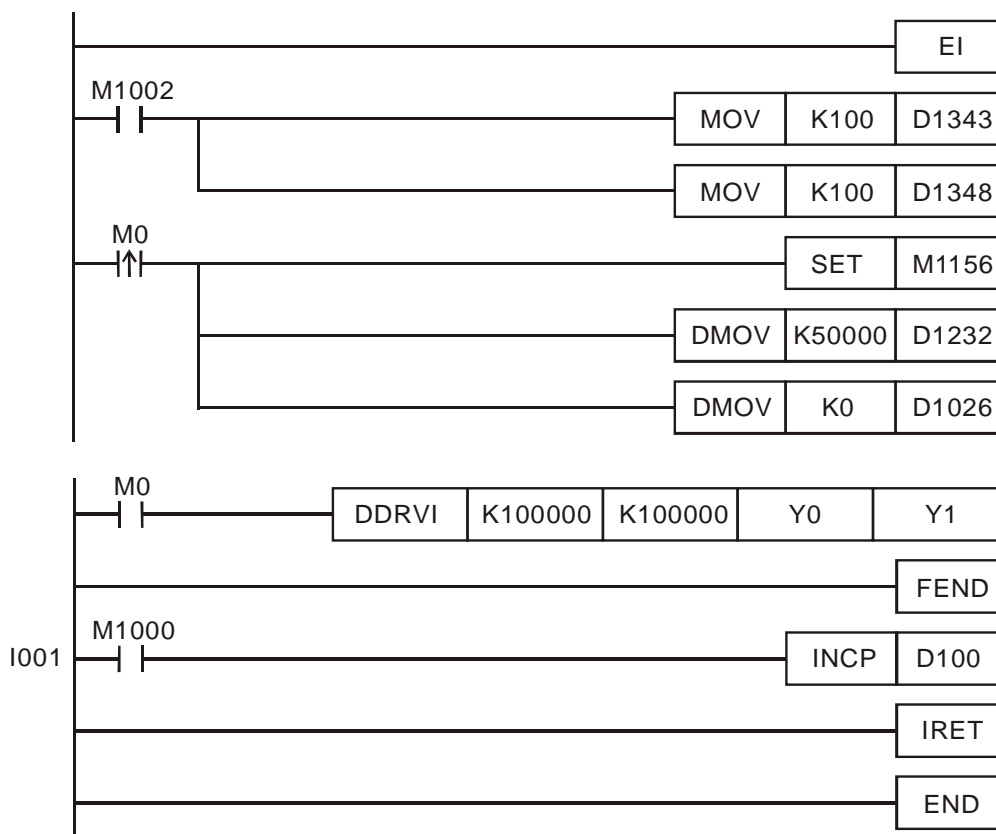 EI
M1002
MOV K100 D1343
MOV K100 D1348
M0
SET M1156
DMOV K50000 D1232
DMOV K0 D1026
M0
DDRVI K100000 K100000 Y0 Y1
FEND
M1000
I001 INCP D100
IRET
END